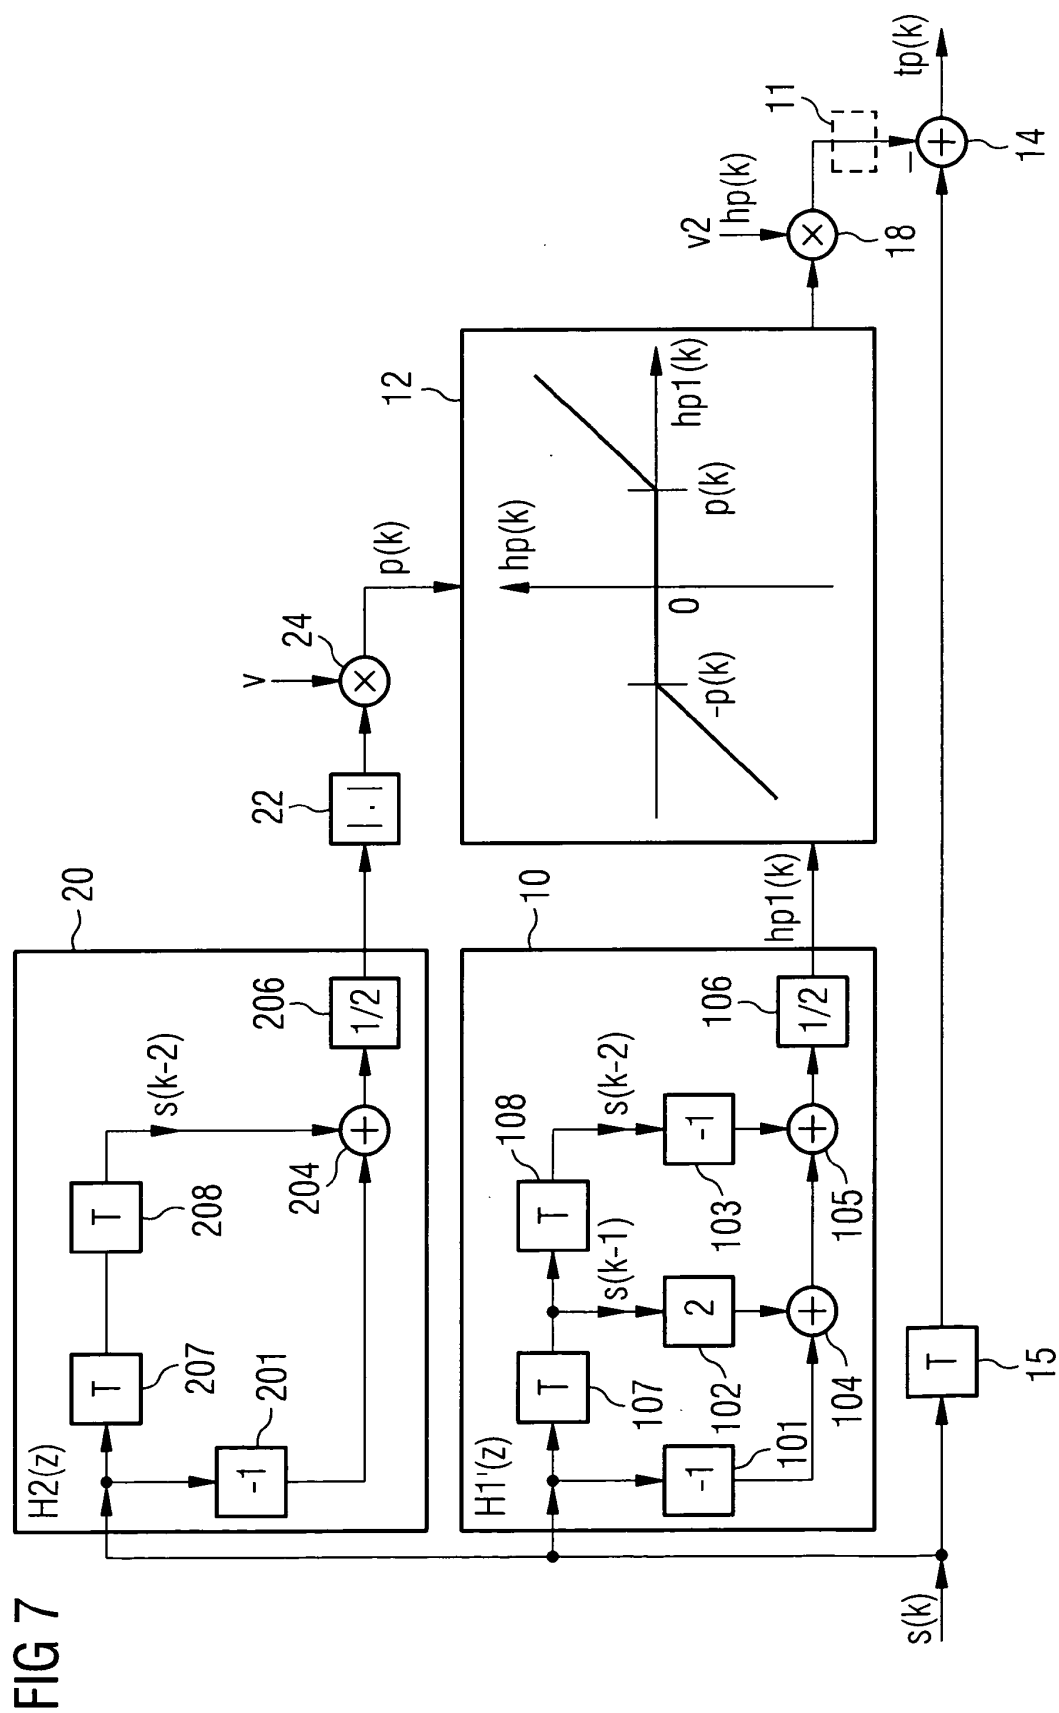 FIG 7
s(k)
H2(z)
T
207
T
208
s(k-2)
-1
201
+
204
1/2
206
20
22
| . |
v
×
24
p(k)
H1'(z)
T
107
T
108
s(k-1)
s(k-2)
-1
101
2
102
-1
103
+
104
+
105
1/2
106
10
hp1(k)
12
hp(k)
hp1(k)
-p(k)
0
p(k)
v2
×
18
hp(k)
11
T
15
−
+
14
tp(k)